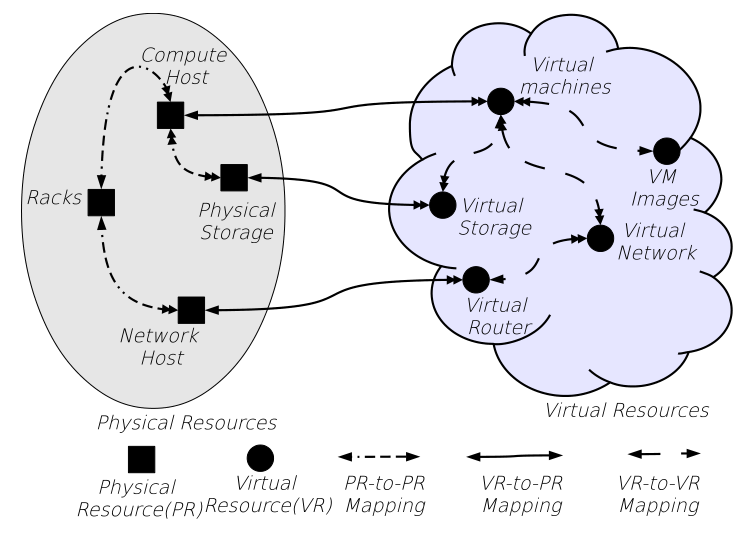 Compute
Host
Virtual
machines
Racks
Physical
Storage
VM
Images
Virtual
Storage
Virtual
Network
Virtual
Router
Network
Host
Physical Resources
Virtual Resources
Physical
Resource(PR)
Virtual
Resource(VR)
PR-to-PR
Mapping
VR-to-PR
Mapping
VR-to-VR
Mapping